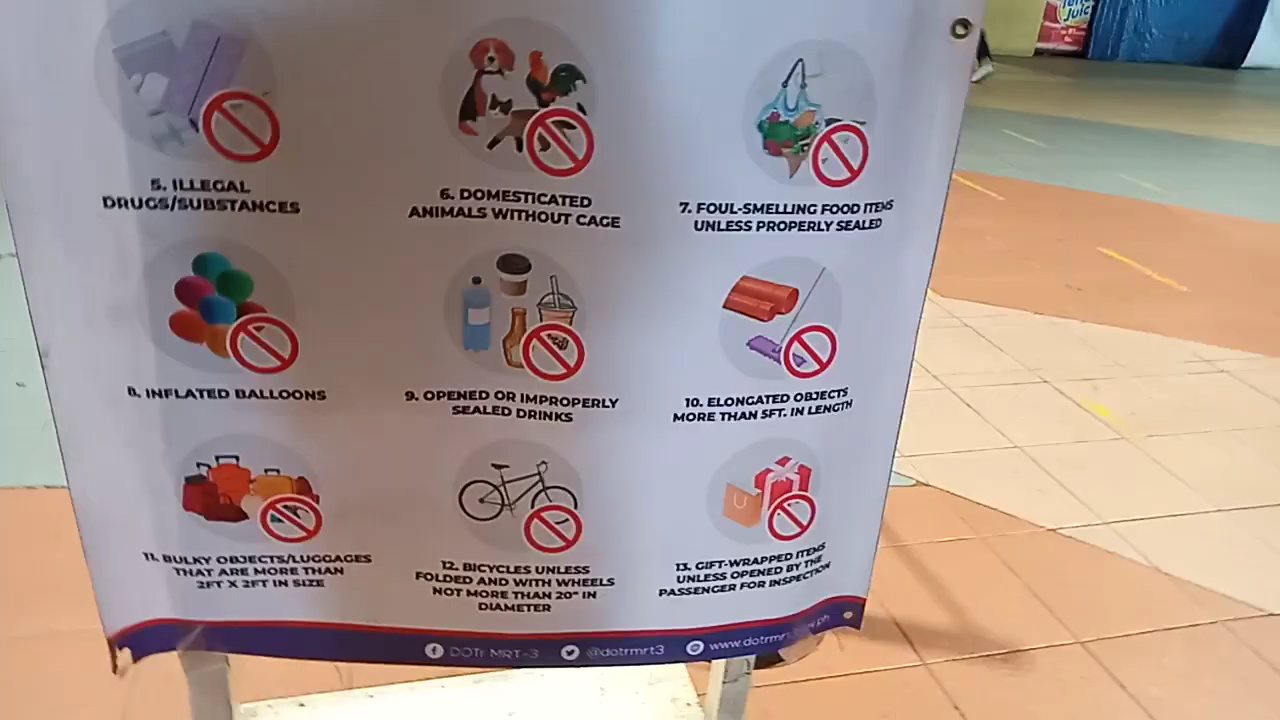 5. ILLEGAL
DRUGS/SUBSTANCES
6. DOMESTICATED
ANIMALS WITHOUT CAGE
7. FOUL-SMELLING FOOD ITEMS
UNLESS PROPERLY SEALED
8. INFLATED BALLOONS
9. OPENED OR IMPROPERLY
SEALED DRINKS
10. ELONGATED OBJECTS
MORE THAN 5FT. IN LENGTH
11. BULKY OBJECTS/LUGGAGES
THAT ARE MORE THAN
2FT X 2FT IN SIZE
12. BICYCLES UNLESS
FOLDED AND WITH WHEELS
NOT MORE THAN 20" IN
DIAMETER
13. GIFT-WRAPPED ITEMS
UNLESS OPENED BY THE
PASSENGER FOR INSPECTION
DOTr MRT-3
@dotrmrt3